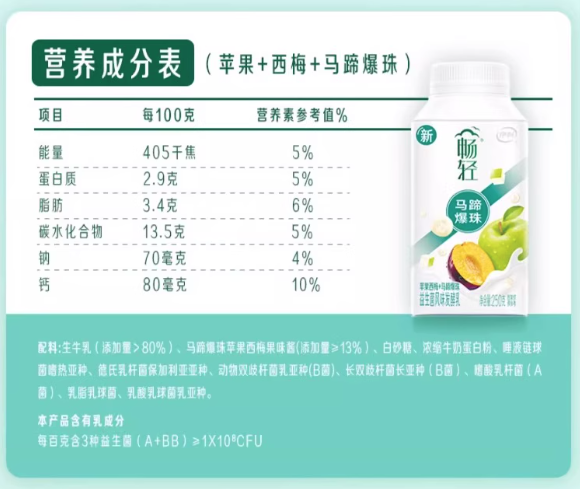 营养成分表（苹果+西梅+马蹄爆珠）
项目 每100克 营养素参考值%
能量 405千焦 5%
蛋白质 2.9克 5%
脂肪 3.4克 6%
碳水化合物 13.5克 5%
钠 70毫克 4%
钙 80毫克 10%
新
畅轻
马蹄
爆珠
苹果西梅+马蹄爆珠
益生菌风味发酵乳
净含量:250克
配料:生牛乳（添加量>80%）、马蹄爆珠苹果西梅果味酱(添加量≥13%）、白砂糖、浓缩牛奶蛋白粉、唾液链球
菌嗜热亚种、德氏乳杆菌保加利亚亚种、动物双歧杆菌乳亚种(B菌)、长双歧杆菌长亚种（B菌）、嗜酸乳杆菌（A
菌）、乳脂乳球菌、乳酸乳球菌乳亚种。
本产品含有乳成分
每百克含3种益生菌（A+BB）≥1X10⁸CFU